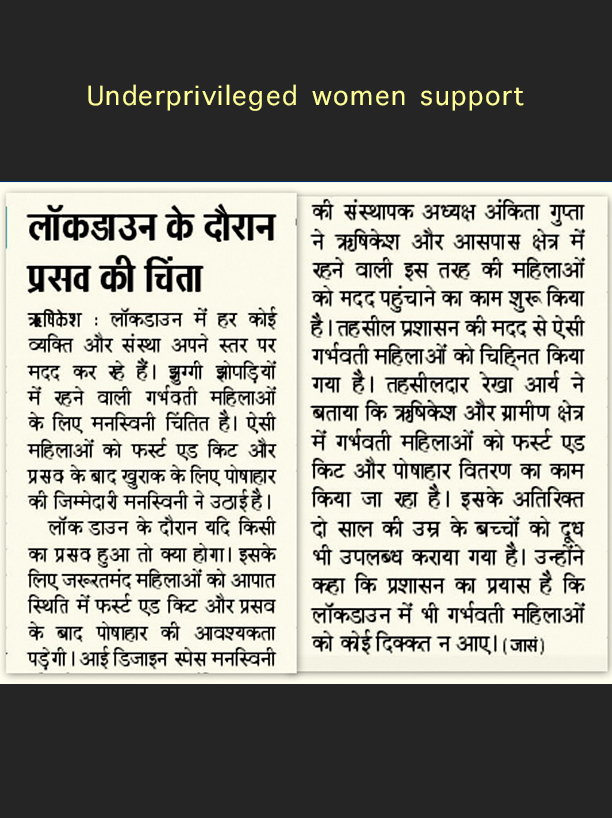 Underprivileged women support
लॉकडाउन के दौरान
प्रसव की चिंता
ऋषिकेश : लॉकडाउन में हर कोई
व्यक्ति और संस्था अपने स्तर पर
मदद कर रहे हैं। झुग्गी झोपड़ियों
में रहने वाली गर्भवती महिलाओं
के लिए मनस्विनी चिंतित है। ऐसी
महिलाओं को फर्स्ट एड किट और
प्रसव के बाद खुराक के लिए पोषाहार
की जिम्मेदारी मनस्विनी ने उठाई है।
लॉक डाउन के दौरान यदि किसी
का प्रसव हुआ तो क्या होगा। इसके
लिए जरूरतमंद महिलाओं को आपात
स्थिति में फर्स्ट एड किट और प्रसव
के बाद पोषाहार की आवश्यकता
पड़ेगी। आई डिजाइन स्पेस मनस्विनी
की संस्थापक अध्यक्ष अंकिता गुप्ता
ने ऋषिकेश और आसपास क्षेत्र में
रहने वाली इस तरह की महिलाओं
को मदद पहुंचाने का काम शुरू किया
है। तहसील प्रशासन की मदद से ऐसी
गर्भवती महिलाओं को चिह्नित किया
गया है। तहसीलदार रेखा आर्य ने
बताया कि ऋषिकेश और ग्रामीण क्षेत्र
में गर्भवती महिलाओं को फर्स्ट एड
किट और पोषाहार वितरण का काम
किया जा रहा है। इसके अतिरिक्त
दो साल की उम्र के बच्चों को दूध
भी उपलब्ध कराया गया है। उन्होंने
कहा कि प्रशासन का प्रयास है कि
लॉकडाउन में भी गर्भवती महिलाओं
को कोई दिक्कत न आए। (जासं)